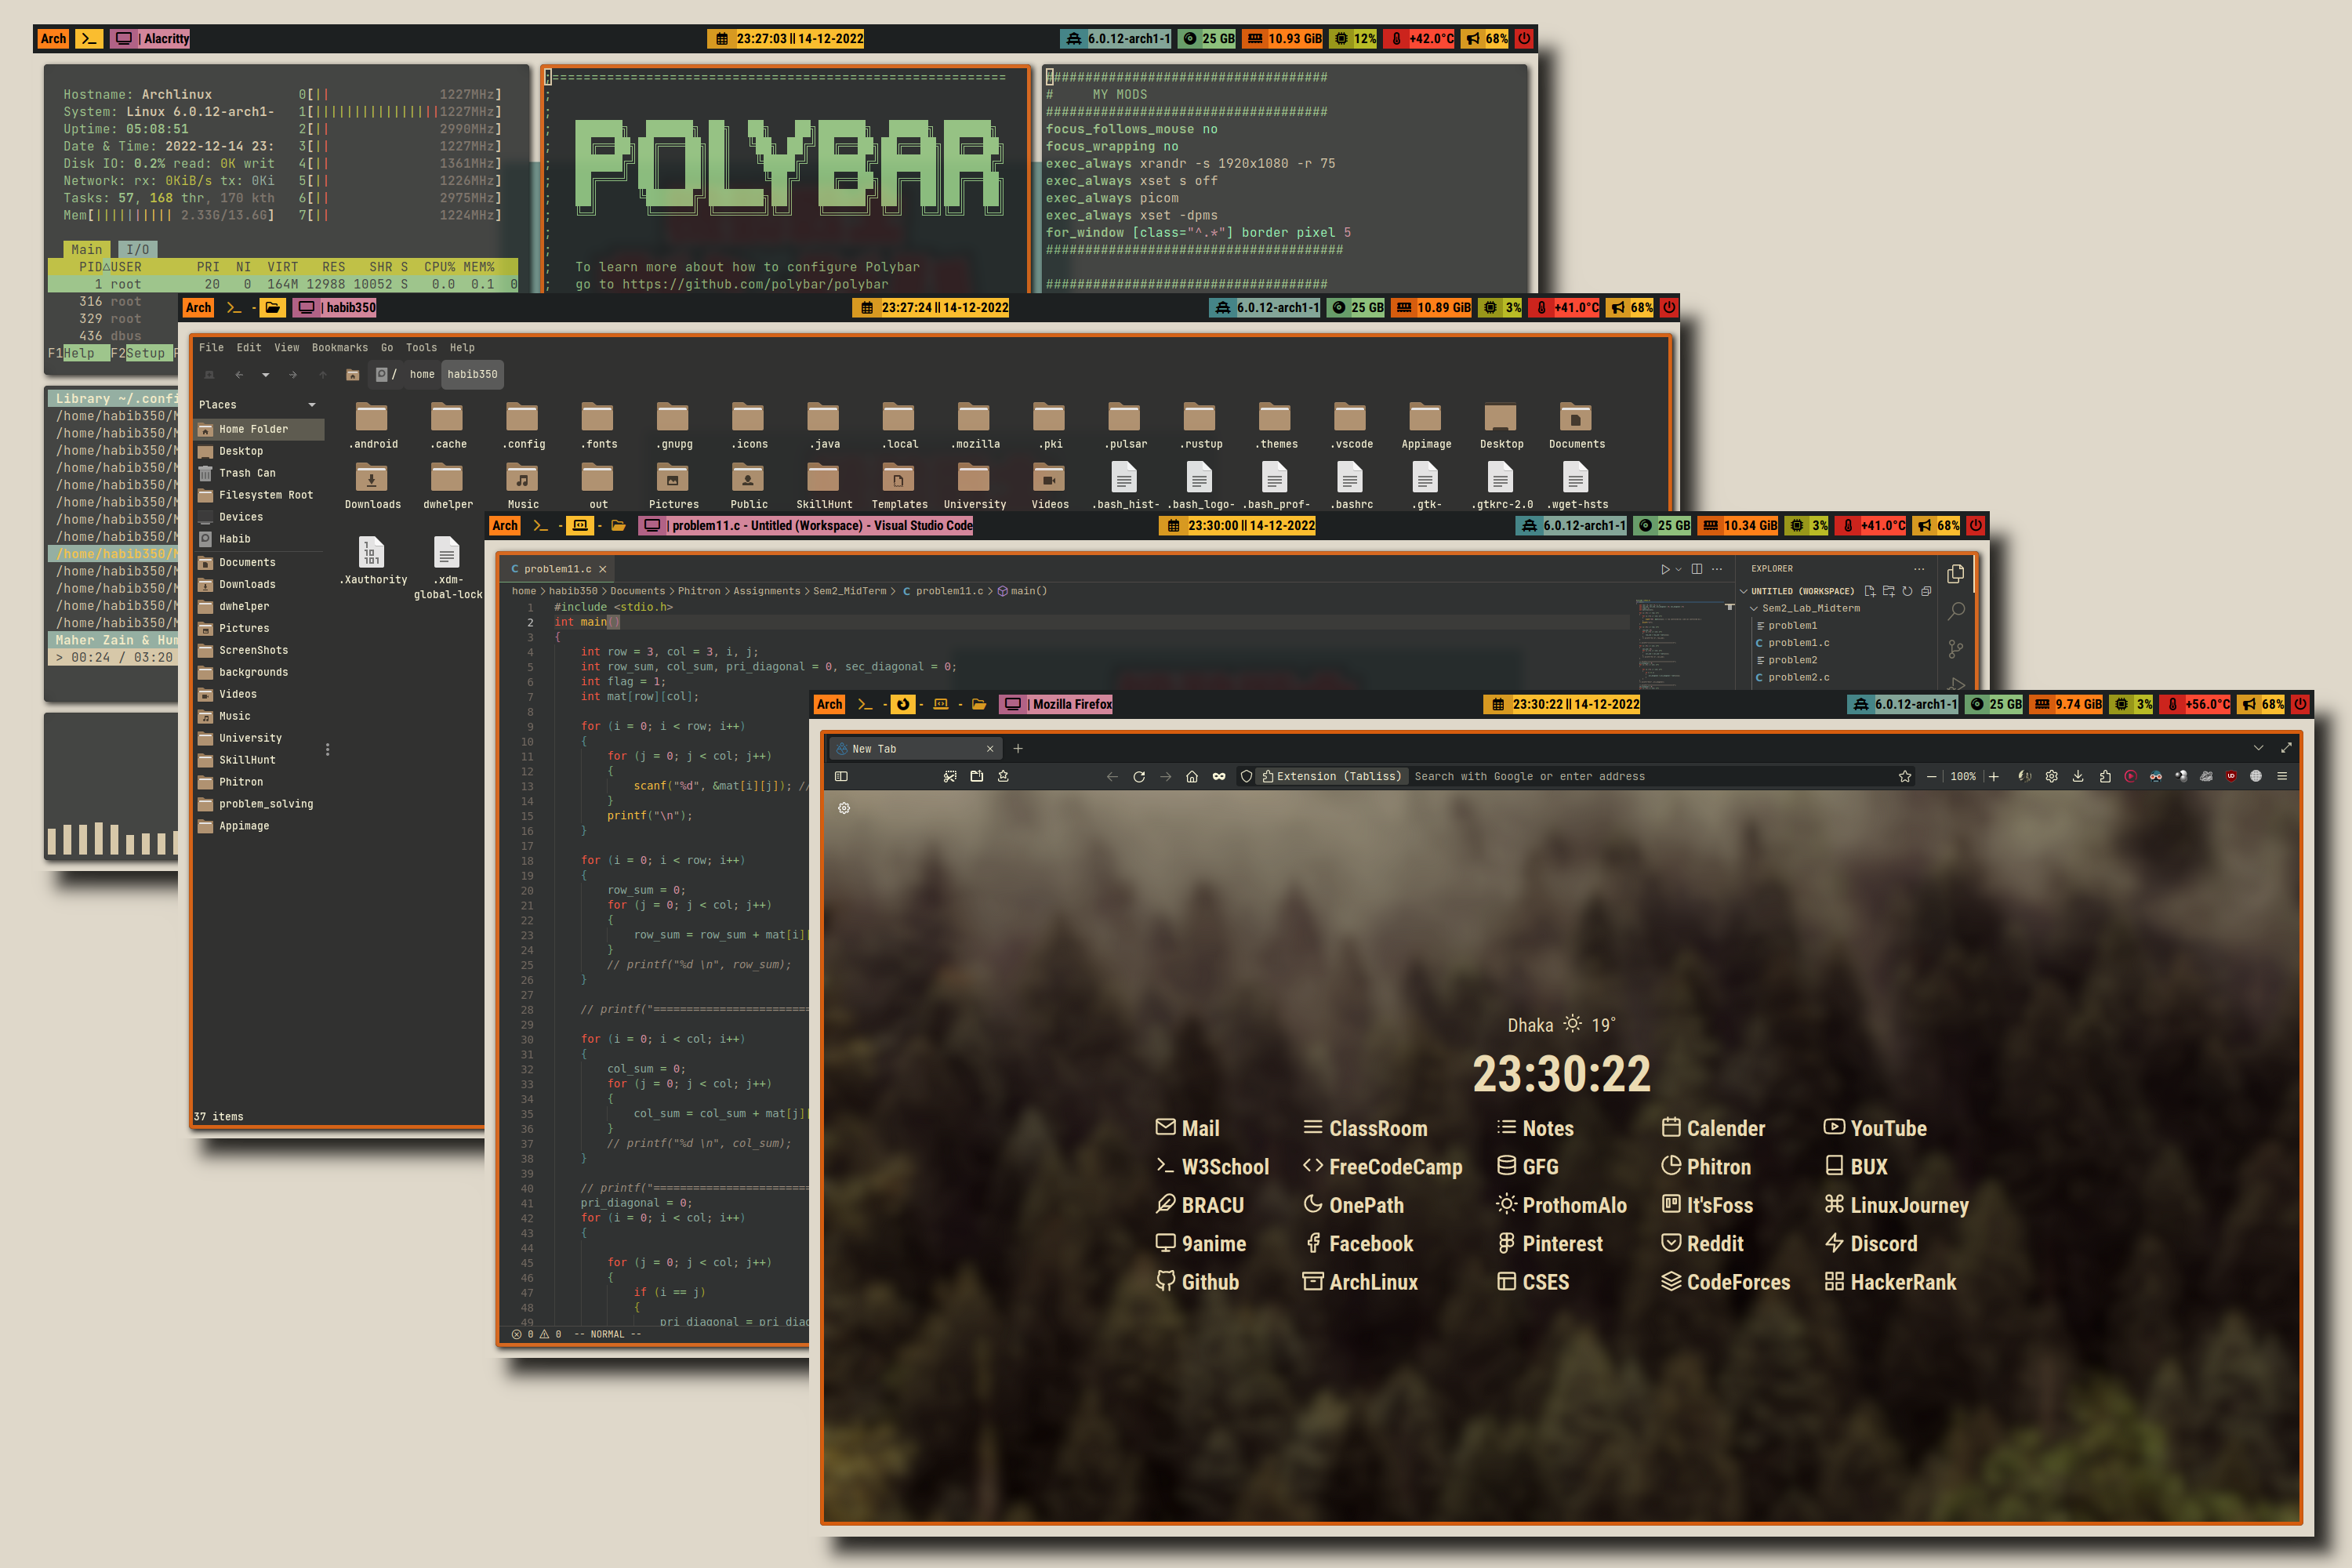 Arch | Alacritty 23:27:03 || 14-12-2022 6.0.12-arch1-1 25 GB 10.93 GiB 12% +42.0°C 68%
Hostname: Archlinux
System: Linux 6.0.12-arch1-
Uptime: 05:08:51
Date & Time: 2022-12-14 23:
Disk IO: 0.2% read: 0K writ
Network: rx: 0KiB/s tx: 0Ki
Tasks: 57, 168 thr, 170 kth
Mem[|||||||||| 2.33G/13.6G]
0[|| 1227MHz]
1[||||||||||||||||1227MHz]
2[|| 2990MHz]
3[|| 1227MHz]
4[|| 1361MHz]
5[|| 1226MHz]
6[|| 2975MHz]
7[|| 1224MHz]
Main I/O
PID△USER PRI NI VIRT RES SHR S CPU% MEM%
1 root 20 0 164M 12988 10052 S 0.0 0.1 0
316 root
329 root
436 dbus
F1Help F2Setup F
;==========================================================
POLYBAR
To learn more about how to configure Polybar
go to https://github.com/polybar/polybar
##################################
# MY MODS
##################################
focus_follows_mouse no
focus_wrapping no
exec_always xrandr -s 1920x1080 -r 75
exec_always xset s off
exec_always picom
exec_always xset -dpms
for_window [class="^.*"] border pixel 5
####################################
##################################
Library ~/.confi
/home/habib350/M
/home/habib350/M
/home/habib350/M
/home/habib350/M
/home/habib350/M
/home/habib350/M
/home/habib350/M
/home/habib350/M
/home/habib350/M
/home/habib350/M
/home/habib350/M
/home/habib350/M
/home/habib350/M
Maher Zain & Hum
> 00:24 / 03:20
Arch - | habib350 23:27:24 || 14-12-2022 6.0.12-arch1-1 25 GB 10.89 GiB 3% +41.0°C 68%
File Edit View Bookmarks Go Tools Help
/ home habib350
Places
Home Folder
Desktop
Trash Can
Filesystem Root
Devices
Habib
Documents
Downloads
dwhelper
Pictures
ScreenShots
backgrounds
Videos
Music
University
SkillHunt
Phitron
problem_solving
Appimage
.android .cache .config .fonts .gnupg .icons .java .local .mozilla .pki .pulsar .rustup .themes .vscode Appimage Desktop Documents
Downloads dwhelper Music out Pictures Public SkillHunt Templates University Videos .bash_hist- .bash_logo- .bash_prof- .bashrc .gtk- .gtkrc-2.0 .wget-hsts
.Xauthority .xdm-
global-lock
37 items
Arch - - | problem11.c - Untitled (Workspace) - Visual Studio Code 23:30:00 || 14-12-2022 6.0.12-arch1-1 25 GB 10.34 GiB 3% +41.0°C 68%
C problem11.c ×
home > habib350 > Documents > Phitron > Assignments > Sem2_MidTerm > C problem11.c > main()
1 #include <stdio.h>
2 int main()
3 {
4 int row = 3, col = 3, i, j;
5 int row_sum, col_sum, pri_diagonal = 0, sec_diagonal = 0;
6 int flag = 1;
7 int mat[row][col];
8
9 for (i = 0; i < row; i++)
10 {
11 for (j = 0; j < col; j++)
12 {
13 scanf("%d", &mat[i][j]); //
14 }
15 printf("\n");
16 }
17
18 for (i = 0; i < row; i++)
19 {
20 row_sum = 0;
21 for (j = 0; j < col; j++)
22 {
23 row_sum = row_sum + mat[i][
24 }
25 // printf("%d \n", row_sum);
26 }
27
28 // printf("========================
29
30 for (i = 0; i < col; i++)
31 {
32 col_sum = 0;
33 for (j = 0; j < col; j++)
34 {
35 col_sum = col_sum + mat[j][
36 }
37 // printf("%d \n", col_sum);
38 }
39
40 // printf("========================
41 pri_diagonal = 0;
42 for (i = 0; i < col; i++)
43 {
44
45 for (j = 0; j < col; j++)
46 {
47 if (i == j)
48 {
49 pri_diagonal = pri_diag
0 0 -- NORMAL --
EXPLORER ...
UNTITLED (WORKSPACE)
Sem2_Lab_Midterm
problem1
C problem1.c
problem2
C problem2.c
Arch - - - | Mozilla Firefox 23:30:22 || 14-12-2022 6.0.12-arch1-1 25 GB 9.74 GiB 3% +56.0°C 68%
New Tab × +
Extension (Tabliss) Search with Google or enter address 100%
Dhaka 19°
23:30:22
Mail ClassRoom Notes Calender YouTube
W3School FreeCodeCamp GFG Phitron BUX
BRACU OnePath ProthomAlo It'sFoss LinuxJourney
9anime Facebook Pinterest Reddit Discord
Github ArchLinux CSES CodeForces HackerRank